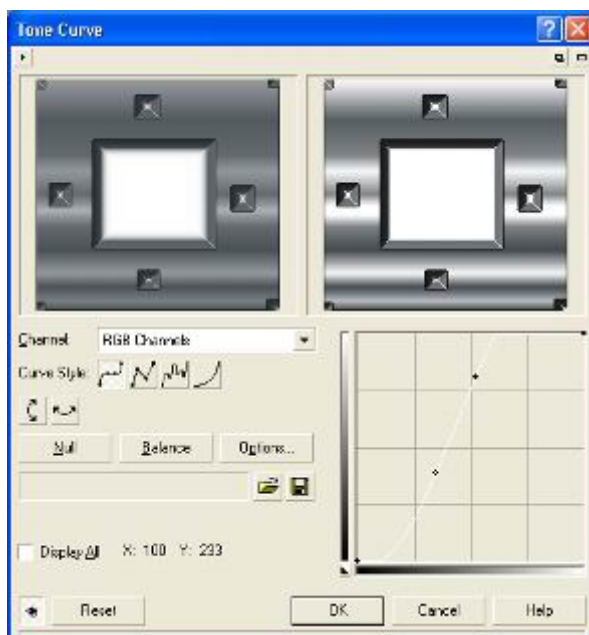 Tone Curve
Channel: RGB Channels
Curve Style:
Null Balance Options...
Display All X: 100 Y: 233
Reset OK Cancel Help